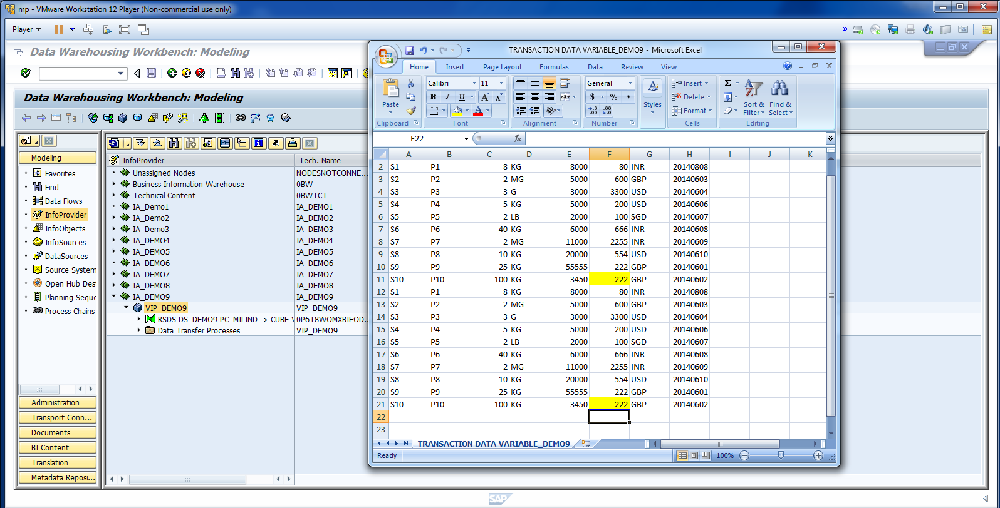 mp - VMware Workstation 12 Player (Non-commercial use only)
Player
Data Warehousing Workbench: Modeling
Data Warehousing Workbench: Modeling
Modeling
Favorites
Find
Data Flows
InfoProvider
InfoObjects
InfoSources
DataSources
Source System
Open Hub Dest
Planning Seque
Process Chains
Administration
Transport Conn...
Documents
BI Content
Translation
Metadata Reposi...
InfoProvider Tech. Name
Unassigned Nodes NODESNOTCONNE...
Business Information Warehouse 0BW
Technical Content 0BWTCT
IA_Demo1 IA_DEMO1
IA_Demo2 IA_DEMO2
IA_Demo3 IA_DEMO3
IA_DEMO4 IA_DEMO4
IA_DEMO5 IA_DEMO5
IA_DEMO6 IA_DEMO6
IA_DEMO7 IA_DEMO7
IA_DEMO8 IA_DEMO8
IA_DEMO9 IA_DEMO9
VIP_DEMO9 VIP_DEMO9
RSDS DS_DEMO9 PC_MILIND -> CUBE V 0P6T8WOMXBIEOD...
Data Transfer Processes VIP_DEMO9
TRANSACTION DATA VARIABLE_DEMO9 - Microsoft Excel
Home Insert Page Layout Formulas Data Review View
Paste
Clipboard
Calibri 11
B I U
Font
Alignment
General
$ % ,
Number
Styles
Insert
Delete
Format
Cells
Σ
Sort & Filter
Find & Select
Editing
F22 fx
A B C D E F G H I J K
2 S1 P1 8 KG 8000 80 INR 20140808
3 S2 P2 2 MG 5000 600 GBP 20140603
4 S3 P3 3 G 3000 3300 USD 20140604
5 S4 P4 5 KG 5000 200 USD 20140606
6 S5 P5 2 LB 2000 100 SGD 20140607
7 S6 P6 40 KG 6000 666 INR 20140608
8 S7 P7 2 MG 11000 2255 INR 20140609
9 S8 P8 10 KG 20000 554 USD 20140610
10 S9 P9 25 KG 55555 222 GBP 20140601
11 S10 P10 100 KG 3450 222 GBP 20140602
12 S1 P1 8 KG 8000 80 INR 20140808
13 S2 P2 2 MG 5000 600 GBP 20140603
14 S3 P3 3 G 3000 3300 USD 20140604
15 S4 P4 5 KG 5000 200 USD 20140606
16 S5 P5 2 LB 2000 100 SGD 20140607
17 S6 P6 40 KG 6000 666 INR 20140608
18 S7 P7 2 MG 11000 2255 INR 20140609
19 S8 P8 10 KG 20000 554 USD 20140610
20 S9 P9 25 KG 55555 222 GBP 20140601
21 S10 P10 100 KG 3450 222 GBP 20140602
22
23
TRANSACTION DATA VARIABLE_DEMO9
Ready 100%
SAP